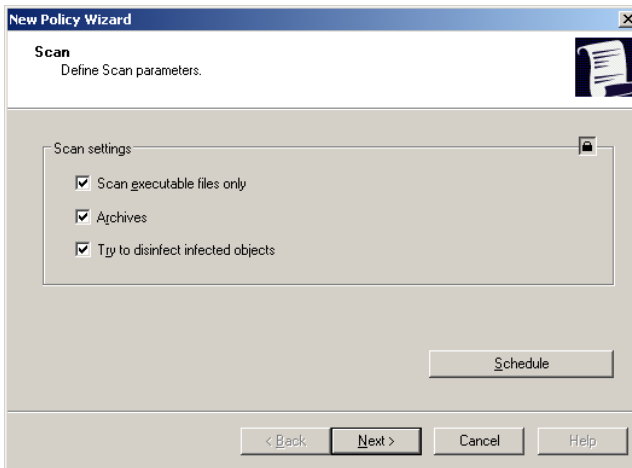 New Policy Wizard
Scan
Define Scan parameters.
Scan settings
Scan executable files only
Archives
Try to disinfect infected objects
Schedule
< Back
Next >
Cancel
Help